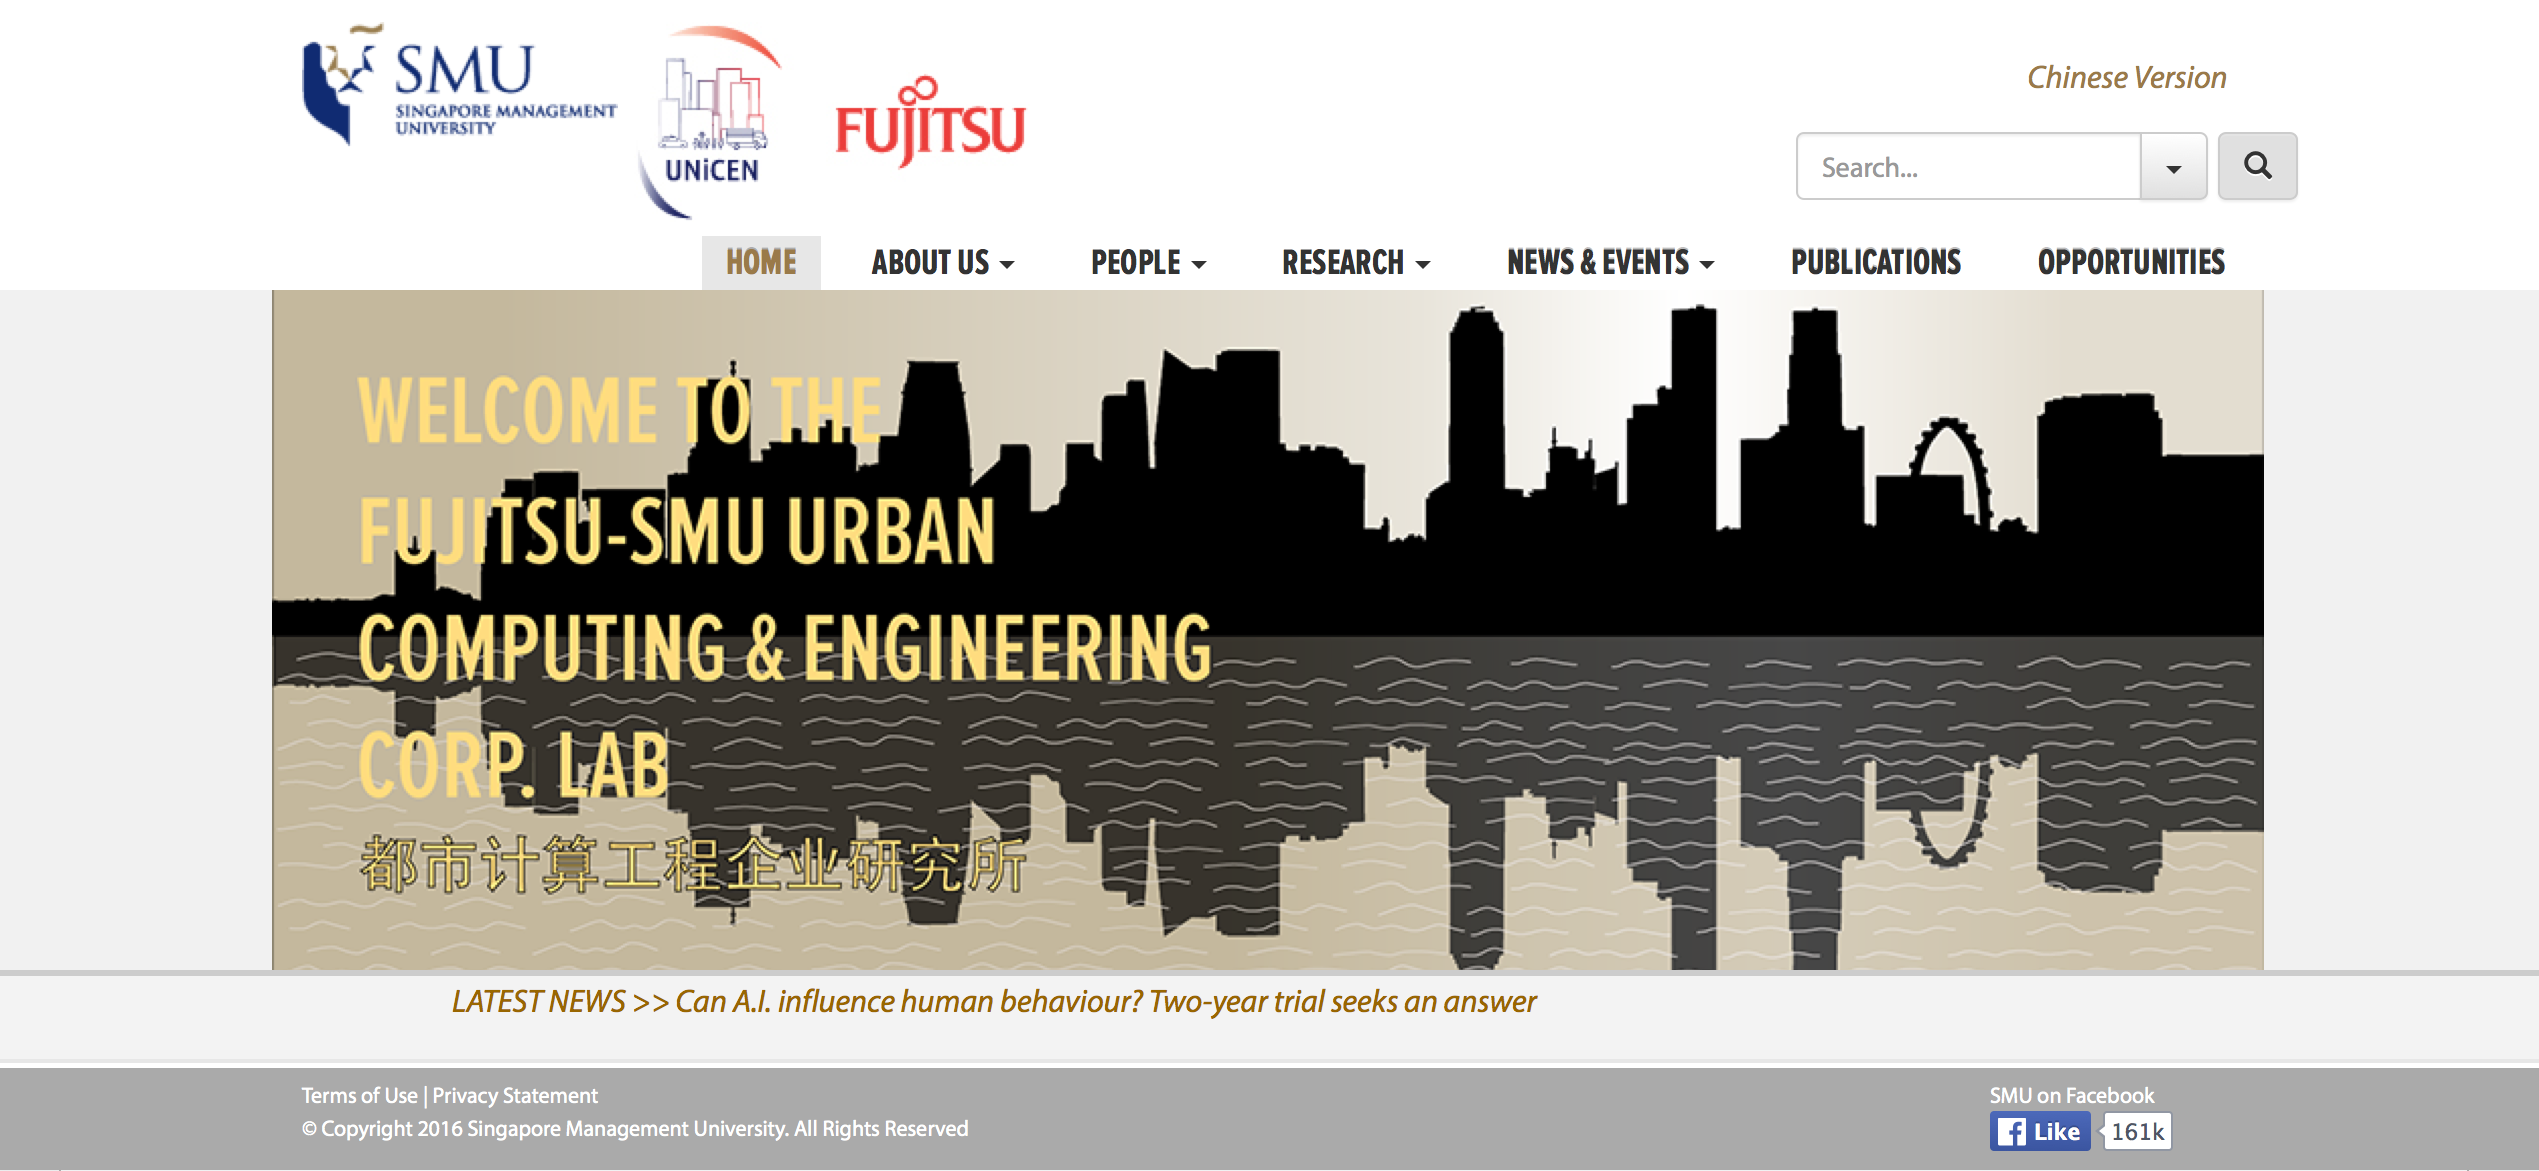 SMU
SINGAPORE MANAGEMENT
UNIVERSITY
UNiCEN
FUJITSU
Chinese Version
Search...
HOME ABOUT US PEOPLE RESEARCH NEWS & EVENTS PUBLICATIONS OPPORTUNITIES
WELCOME TO THE
FUJITSU-SMU URBAN
COMPUTING & ENGINEERING
CORP. LAB
都市计算工程企业研究所
LATEST NEWS >> Can A.I. influence human behaviour? Two-year trial seeks an answer
Terms of Use | Privacy Statement
© Copyright 2016 Singapore Management University. All Rights Reserved
SMU on Facebook
Like 161k